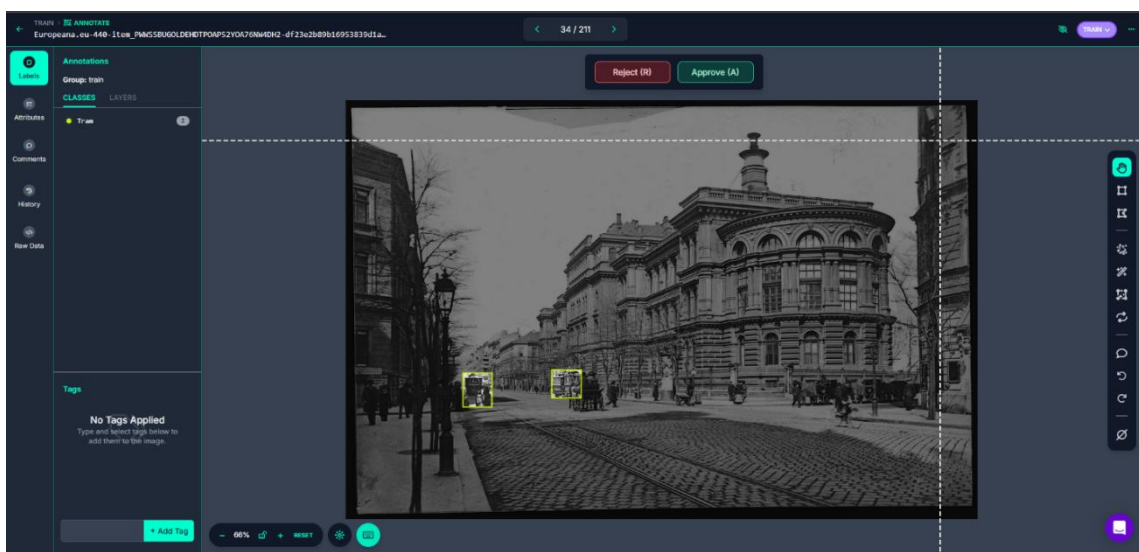 TRAIN > ANNOTATE
Europeana.eu-440-item_PWWSSBUGOLDEHDTPOAPS2YOA76NW4DH2-df23e2b89b16953839d1a…
34 / 211
TRAIN
Labels
Attributes
Comments
History
Raw Data
Annotations
Group: train
CLASSES LAYERS
Tram 2
Reject (R) Approve (A)
Tags
No Tags Applied
Type and select tags below to
add them to the image.
+ Add Tag
- 66% + RESET